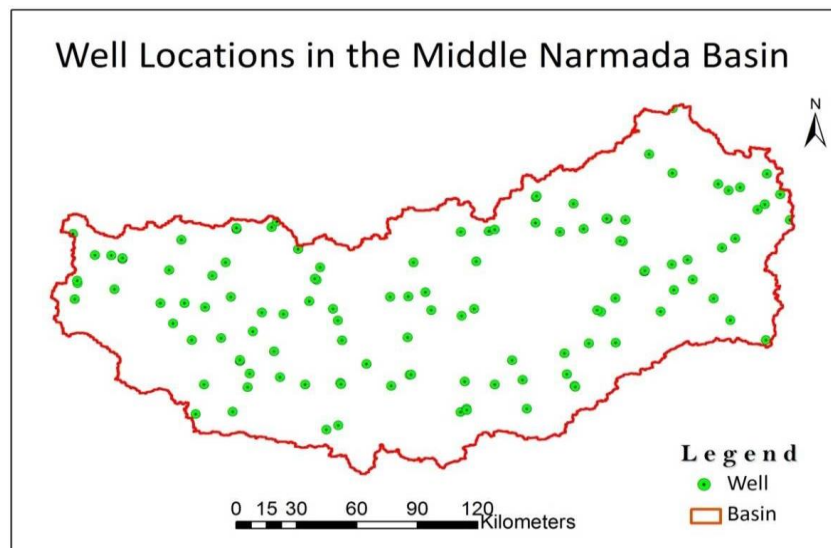 Well Locations in the Middle Narmada Basin
N
Legend
Well
Basin
0 15 30 60 90 120
Kilometers